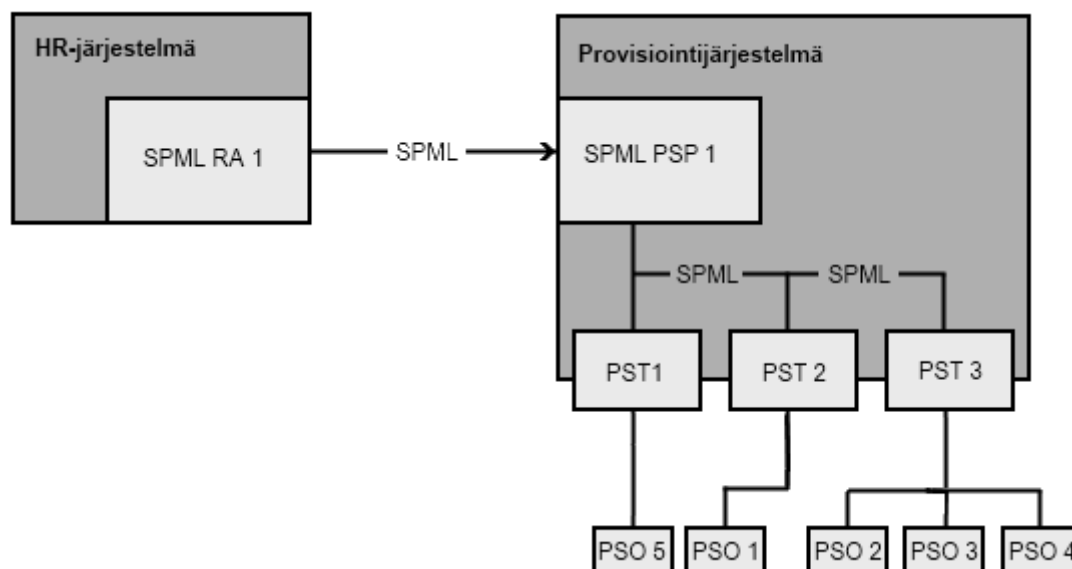 HR-järjestelmä
Provisiointijärjestelmä
SPML RA 1
SPML
SPML PSP 1
SPML
SPML
PST1
PST 2
PST 3
PSO 5
PSO 1
PSO 2
PSO 3
PSO 4